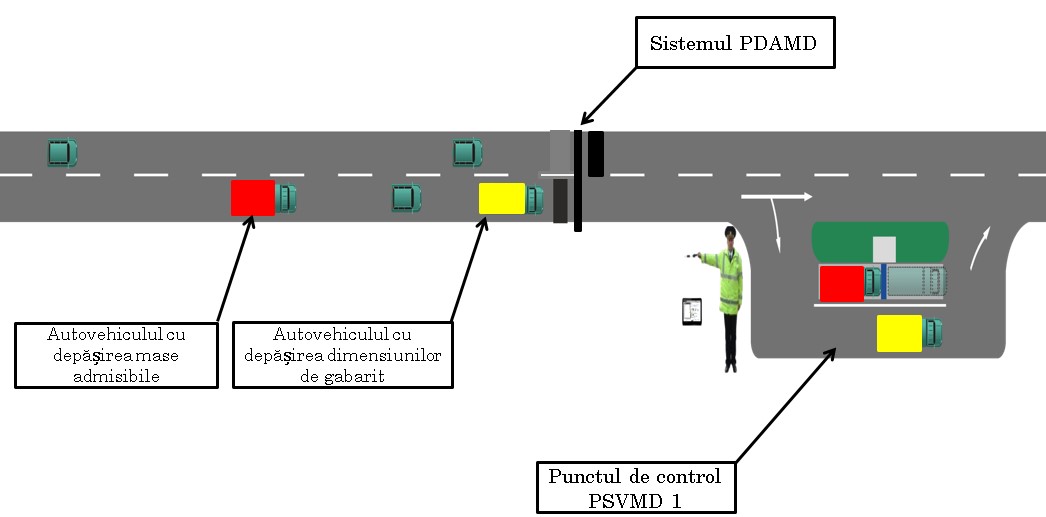 Sistemul PDAMD
Autovehiculul cu
depășirea mase
admisibile
Autovehiculul cu
depășirea dimensiunilor
de gabarit
Punctul de control
PSVMD 1